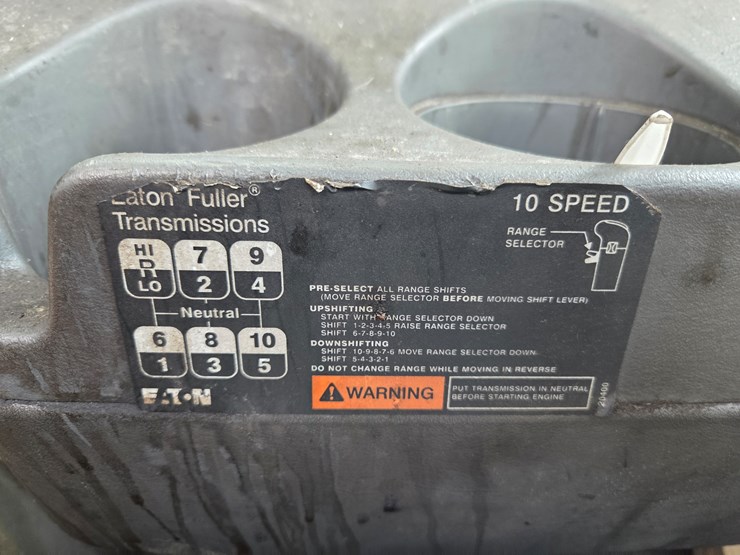 Eaton Fuller®
Transmissions
10 SPEED
RANGE
SELECTOR
HI 7 9
R
LO 2 4
Neutral
6 8 10
1 3 5
EATON
PRE-SELECT ALL RANGE SHIFTS
(MOVE RANGE SELECTOR BEFORE MOVING SHIFT LEVER)
UPSHIFTING
START WITH RANGE SELECTOR DOWN
SHIFT 1-2-3-4-5 RAISE RANGE SELECTOR
SHIFT 6-7-8-9-10
DOWNSHIFTING
SHIFT 10-9-8-7-6 MOVE RANGE SELECTOR DOWN
SHIFT 5-4-3-2-1
DO NOT CHANGE RANGE WHILE MOVING IN REVERSE
WARNING
PUT TRANSMISSION IN NEUTRAL
BEFORE STARTING ENGINE
20400